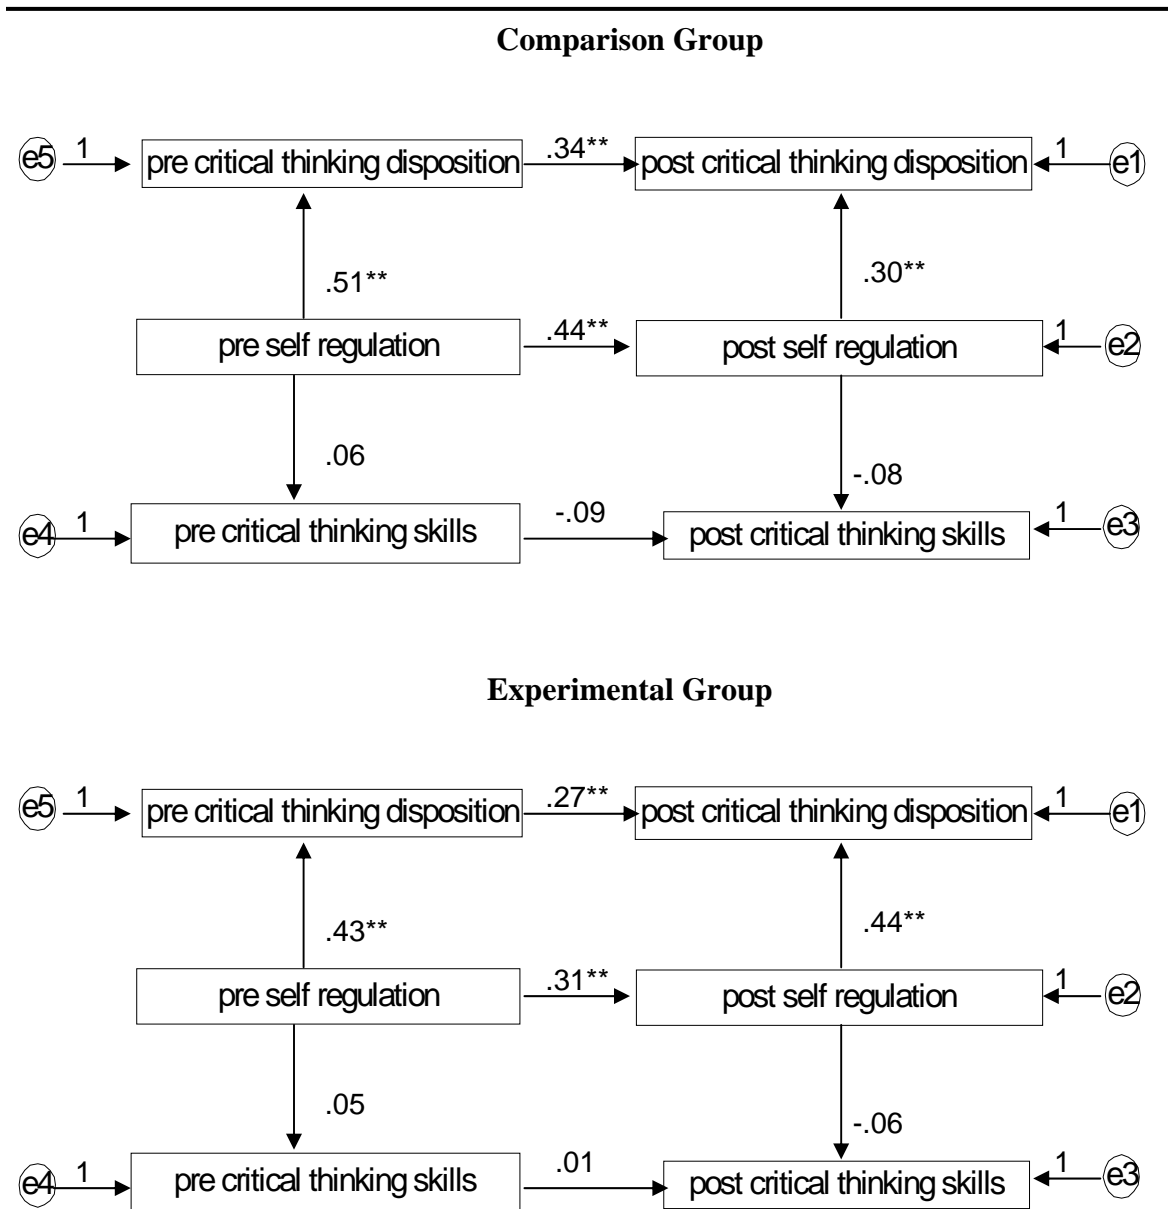 Comparison Group
e5 1 pre critical thinking disposition .34** post critical thinking disposition 1 e1
.51** .30**
pre self regulation .44** post self regulation 1 e2
.06 -.08
e4 1 pre critical thinking skills -.09 post critical thinking skills 1 e3
Experimental Group
e5 1 pre critical thinking disposition .27** post critical thinking disposition 1 e1
.43** .44**
pre self regulation .31** post self regulation 1 e2
.05 -.06
e4 1 pre critical thinking skills .01 post critical thinking skills 1 e3